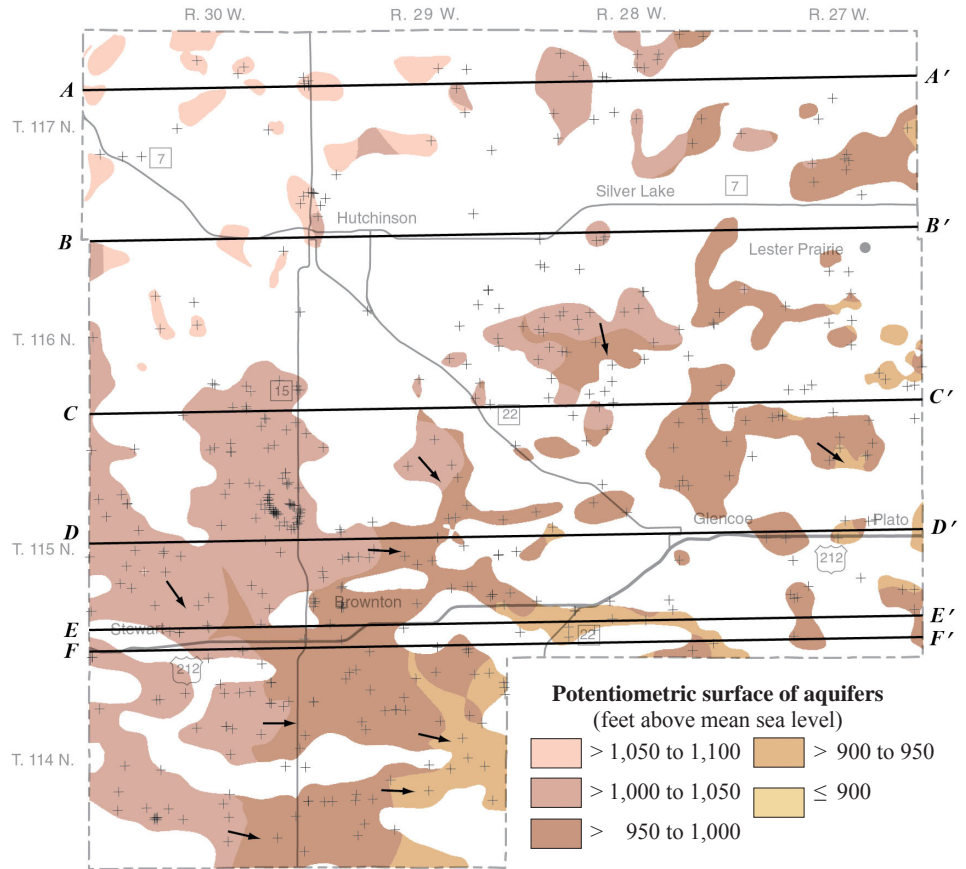 R. 30 W. R. 29 W. R. 28 W. R. 27 W.
A A′
T. 117 N.
7
Silver Lake 7
Hutchinson
B B′
Lester Prairie
T. 116 N.
15
C C′
22
Glencoe
D Plato D′
T. 115 N.
212
Brownton
E Stewart E′
F 22 F′
212
Potentiometric surface of aquifers
(feet above mean sea level)
> 1,050 to 1,100 > 900 to 950
> 1,000 to 1,050 ≤ 900
> 950 to 1,000
T. 114 N.